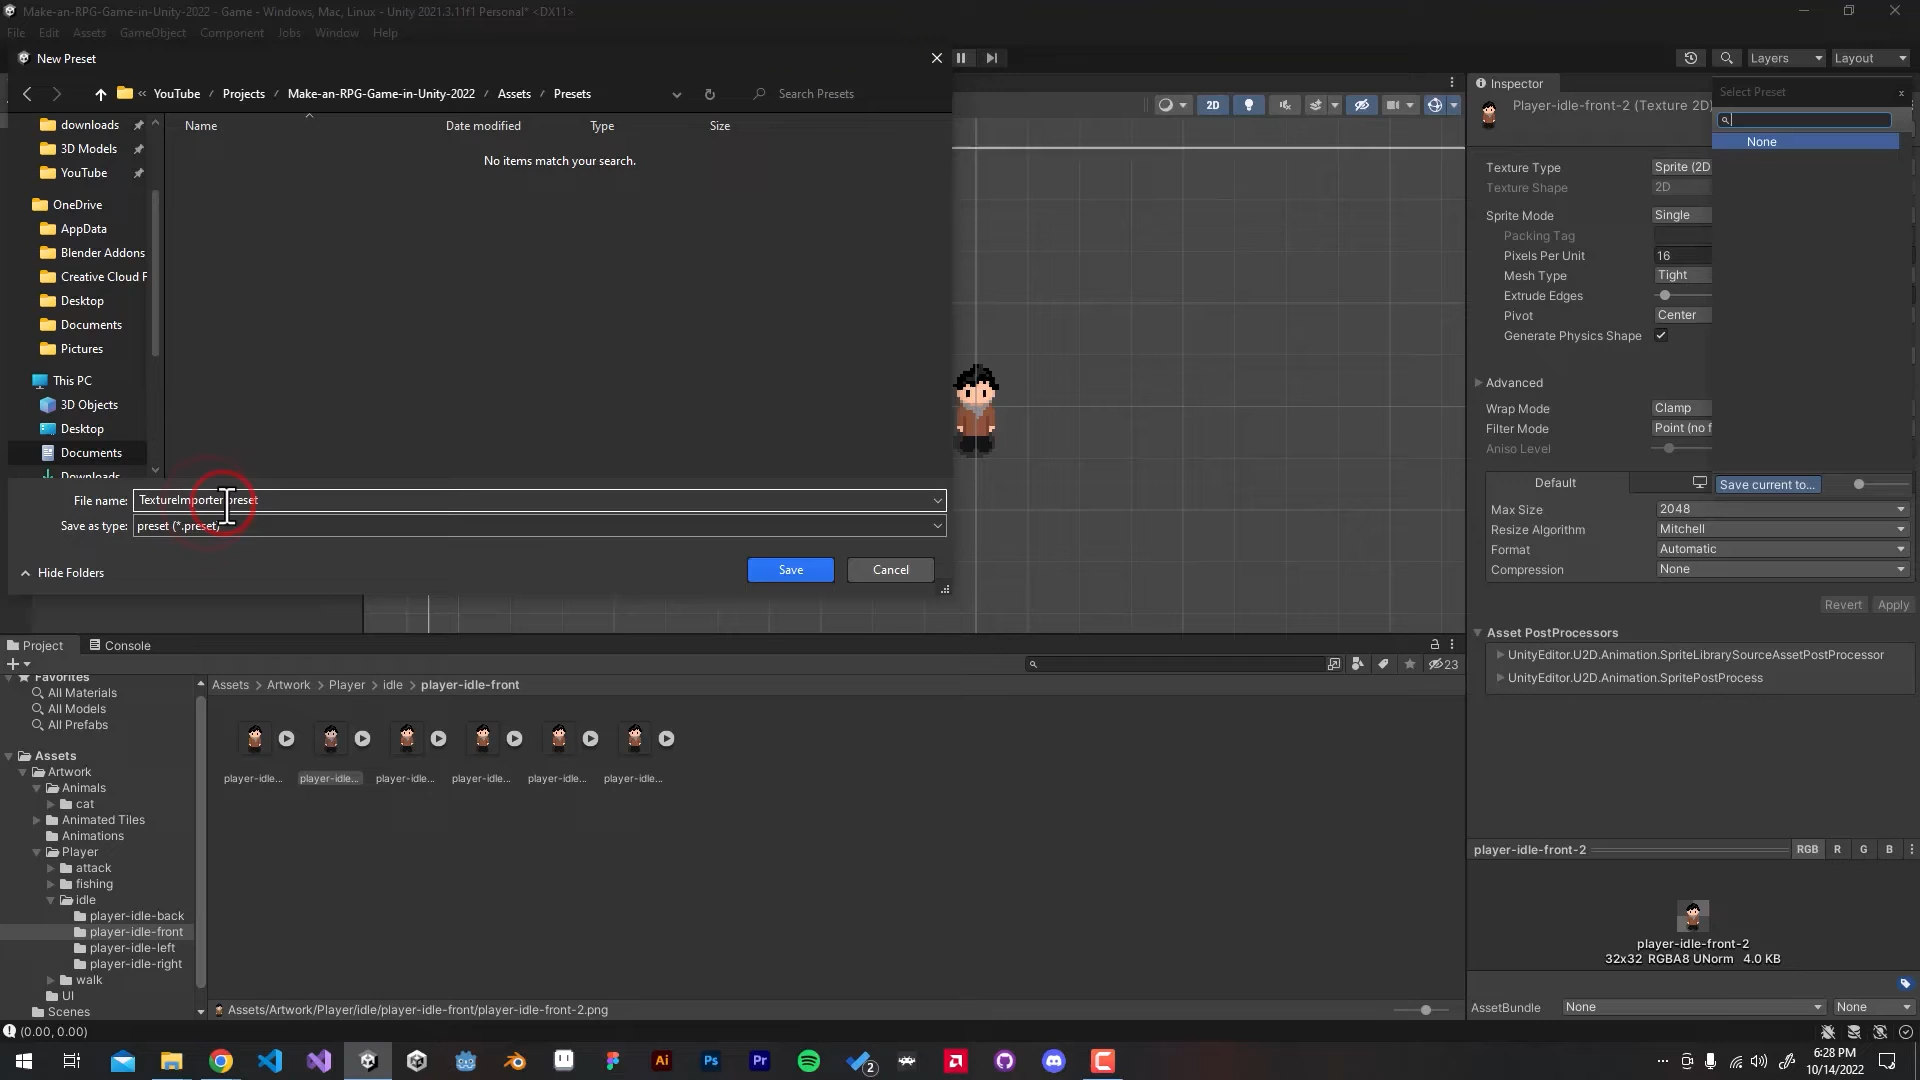 Make-an-RPG-Game-in-Unity-2022 - Game - Windows, Mac, Linux - Unity 2021.3.11f1 Personal* <DX11>
File Edit Assets GameObject Component Jobs Window Help
New Preset
YouTube / Projects / Make-an-RPG-Game-in-Unity-2022 / Assets / Presets
Search Presets
Name Date modified Type Size
No items match your search.
downloads
3D Models
YouTube
OneDrive
AppData
Blender Addons
Creative Cloud F
Desktop
Documents
Pictures
This PC
3D Objects
Desktop
Documents
Downloads
File name: TextureImporter.preset
Save as type: preset (*.preset)
Hide Folders
Save Cancel
2D
Layers Layout
Inspector
Player-idle-front-2 (Texture 2D)
Select Preset
x
None
Texture Type Sprite (2D
Texture Shape 2D
Sprite Mode Single
Packing Tag
Pixels Per Unit 16
Mesh Type Tight
Extrude Edges
Pivot Center
Generate Physics Shape
Advanced
Wrap Mode Clamp
Filter Mode Point (no f
Aniso Level
Default
Save current to...
Max Size 2048
Resize Algorithm Mitchell
Format Automatic
Compression None
Revert Apply
Asset PostProcessors
UnityEditor.U2D.Animation.SpriteLibrarySourceAssetPostProcessor
UnityEditor.U2D.Animation.SpritePostProcess
Project Console
23
Favorites
All Materials
All Models
All Prefabs
Assets
Artwork
Animals
cat
Animated Tiles
Animations
Player
attack
fishing
idle
player-idle-back
player-idle-front
player-idle-left
player-idle-right
walk
UI
Scenes
Assets > Artwork > Player > idle > player-idle-front
player-idle... player-idle... player-idle... player-idle... player-idle... player-idle...
Assets/Artwork/Player/idle/player-idle-front/player-idle-front-2.png
player-idle-front-2
RGB R G B
player-idle-front-2
32x32 RGBA8 UNorm 4.0 KB
AssetBundle None None
(0.00, 0.00)
Ai Ps Pr 2
6:28 PM
10/14/2022